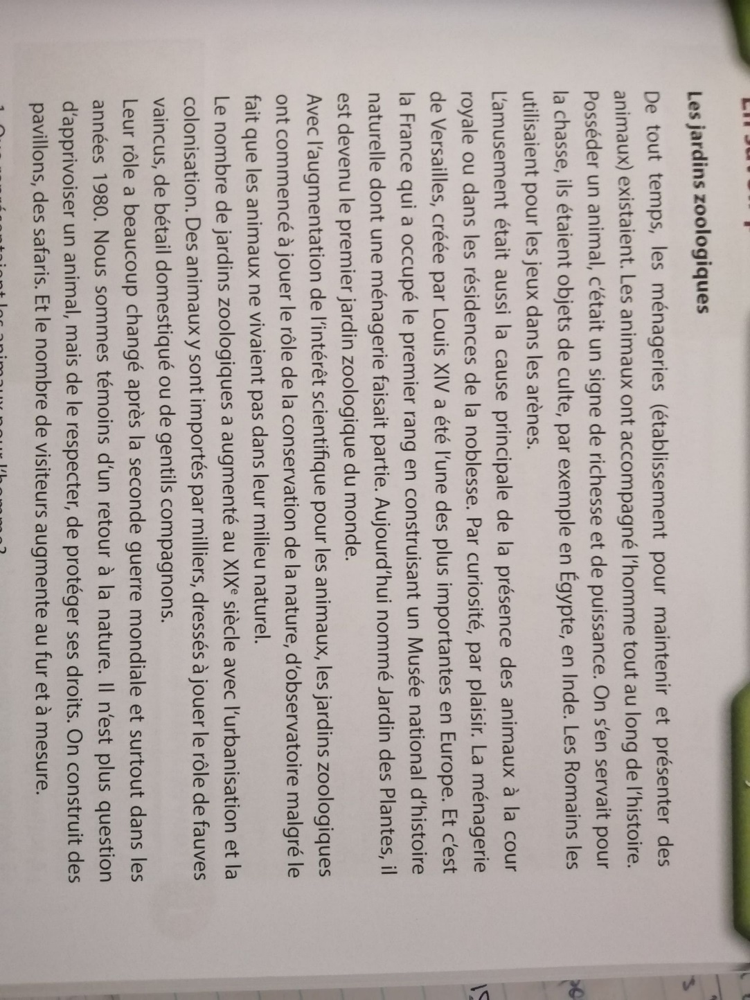 Les jardins zoologiques
De tout temps, les ménageries (établissement pour maintenir et présenter des
animaux) existaient. Les animaux ont accompagné l'homme tout au long de l'histoire.
Posséder un animal, c'était un signe de richesse et de puissance. On s'en servait pour
la chasse, ils étaient objets de culte, par exemple en Égypte, en Inde. Les Romains les
utilisaient pour les jeux dans les arènes.
L'amusement était aussi la cause principale de la présence des animaux à la cour
royale ou dans les résidences de la noblesse. Par curiosité, par plaisir. La ménagerie
de Versailles, créée par Louis XIV a été l'une des plus importantes en Europe. Et c'est
la France qui a occupé le premier rang en construisant un Musée national d'histoire
naturelle dont une ménagerie faisait partie. Aujourd'hui nommé Jardin des Plantes, il
est devenu le premier jardin zoologique du monde.
Avec l'augmentation de l'intérêt scientifique pour les animaux, les jardins zoologiques
ont commencé à jouer le rôle de la conservation de la nature, d'observatoire malgré le
fait que les animaux ne vivaient pas dans leur milieu naturel.
Le nombre de jardins zoologiques a augmenté au XIXe siècle avec l'urbanisation et la
colonisation. Des animaux y sont importés par milliers, dressés à jouer le rôle de fauves
vaincus, de bétail domestiqué ou de gentils compagnons.
Leur rôle a beaucoup changé après la seconde guerre mondiale et surtout dans les
années 1980. Nous sommes témoins d'un retour à la nature. Il n'est plus question
d'apprivoiser un animal, mais de le respecter, de protéger ses droits. On construit des
pavillons, des safaris. Et le nombre de visiteurs augmente au fur et à mesure.